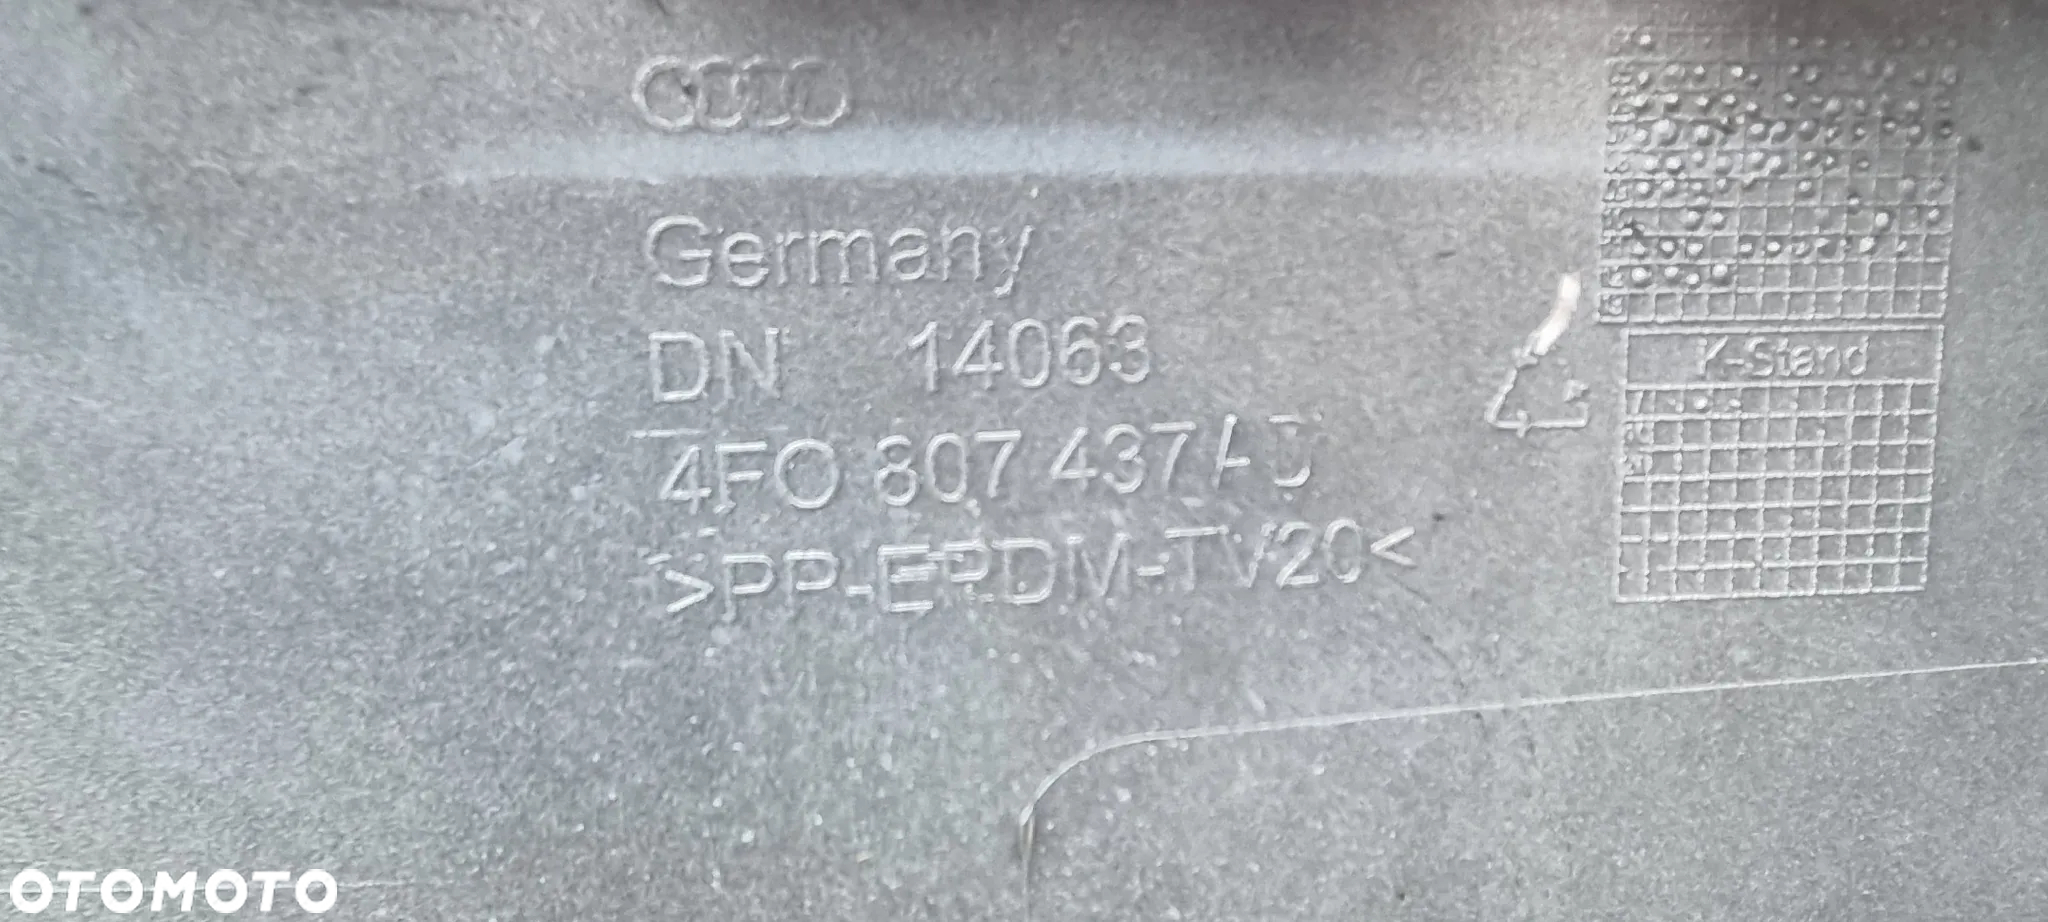 Germany
DN 14063
4F0 807 437
>PP-EPDM-TV20<
K-Stand
OTOMOTO